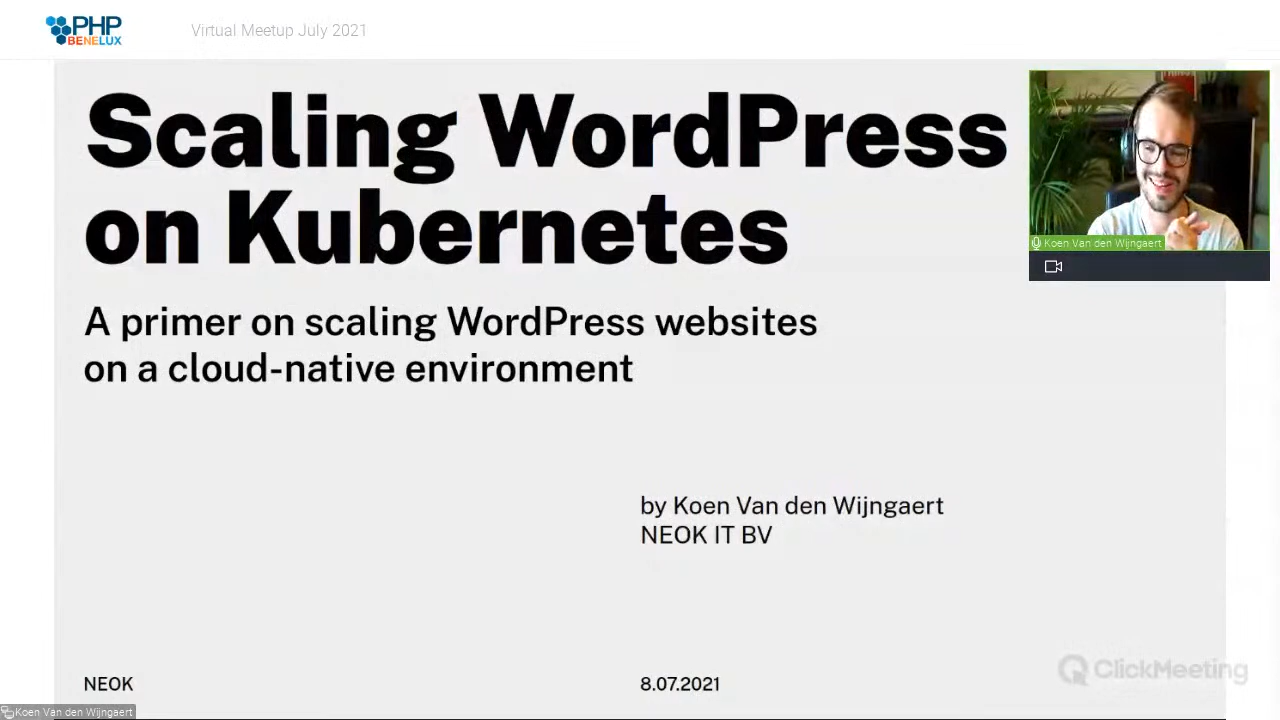 PHP
BENELUX
Virtual Meetup July 2021
Scaling WordPress
on Kubernetes
A primer on scaling WordPress websites
on a cloud-native environment
by Koen Van den Wijngaert
NEOK IT BV
NEOK
8.07.2021
Koen Van den Wijngaert
ClickMeeting
Koen Van den Wijngaert